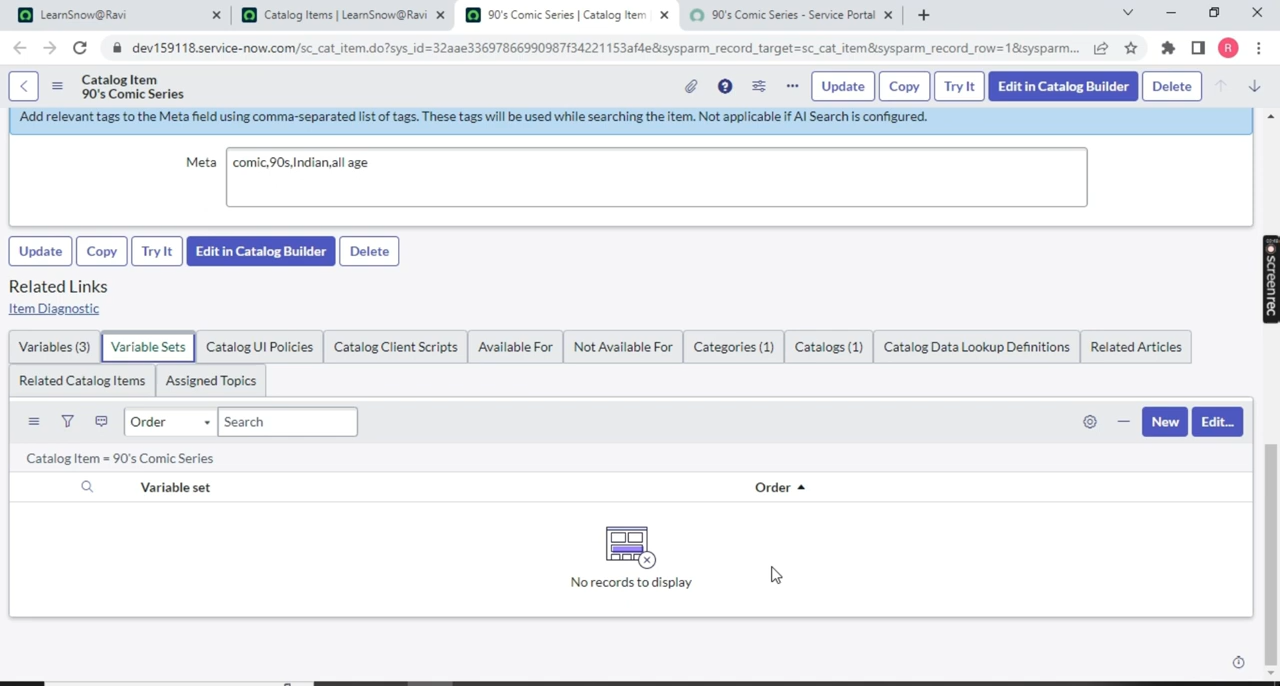 LearnSnow@Ravi
Catalog Items | LearnSnow@Ravi
90's Comic Series | Catalog Item
90's Comic Series - Service Portal
dev159118.service-now.com/sc_cat_item.do?sys_id=32aae33697866990987f34221153af4e&sysparm_record_target=sc_cat_item&sysparm_record_row=1&sysparm...
R
Catalog Item
90's Comic Series
Update
Copy
Try It
Edit in Catalog Builder
Delete
Add relevant tags to the Meta field using comma-separated list of tags. These tags will be used while searching the item. Not applicable if AI Search is configured.
Meta
comic,90s,Indian,all age
Update
Copy
Try It
Edit in Catalog Builder
Delete
Related Links
Item Diagnostic
Variables (3)
Variable Sets
Catalog UI Policies
Catalog Client Scripts
Available For
Not Available For
Categories (1)
Catalogs (1)
Catalog Data Lookup Definitions
Related Articles
Related Catalog Items
Assigned Topics
Order
Search
New
Edit...
Catalog Item = 90's Comic Series
Variable set
Order
No records to display
screenrec